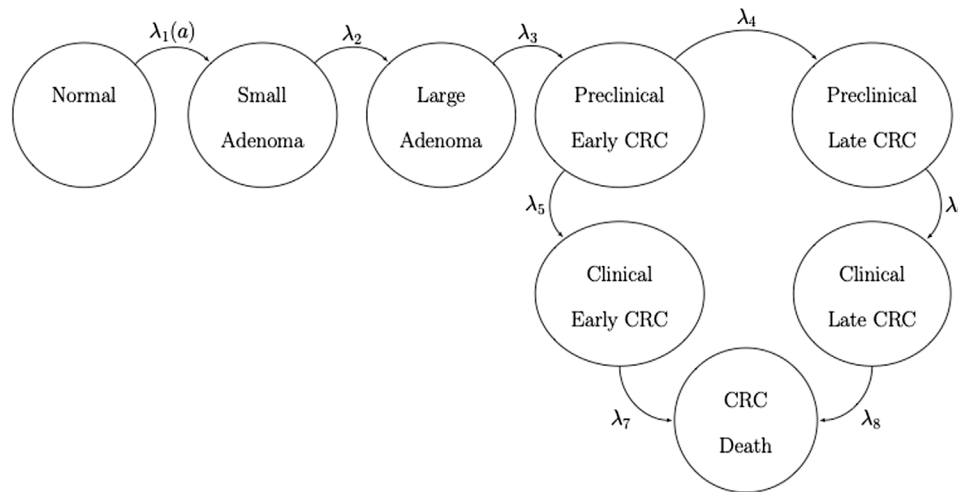 λ₁(a)
λ₂
λ₃
λ₄
Normal
Small
Adenoma
Large
Adenoma
Preclinical
Early CRC
Preclinical
Late CRC
λ₅
λ
Clinical
Early CRC
Clinical
Late CRC
CRC
Death
λ₇
λ₈